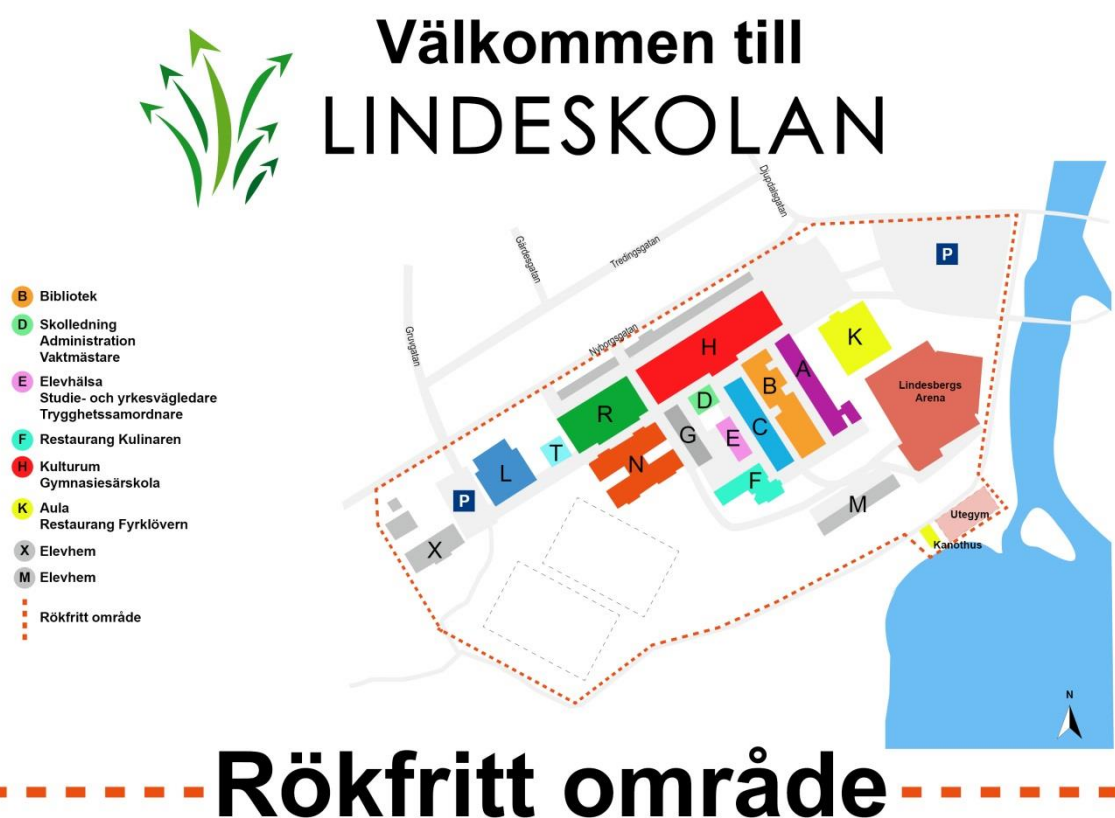 Välkommen till
LINDESKOLAN
Djupdalsgatan
Gärdesgatan
Tredingsgatan
Gruvgatan
Nyborgsgatan
P
B Bibliotek
D Skolledning
Administration
Vaktmästare
E Elevhälsa
Studie- och yrkesvägledare
Trygghetssamordnare
F Restaurang Kulinaren
H Kulturum
Gymnasiesärskola
K Aula
Restaurang Fyrklövern
X Elevhem
M Elevhem
Rökfritt område
H
K
A
B
D
C
R
G
E
T
N
L
F
M
P
X
Lindesbergs
Arena
Utegym
Kanothus
N
Rökfritt område